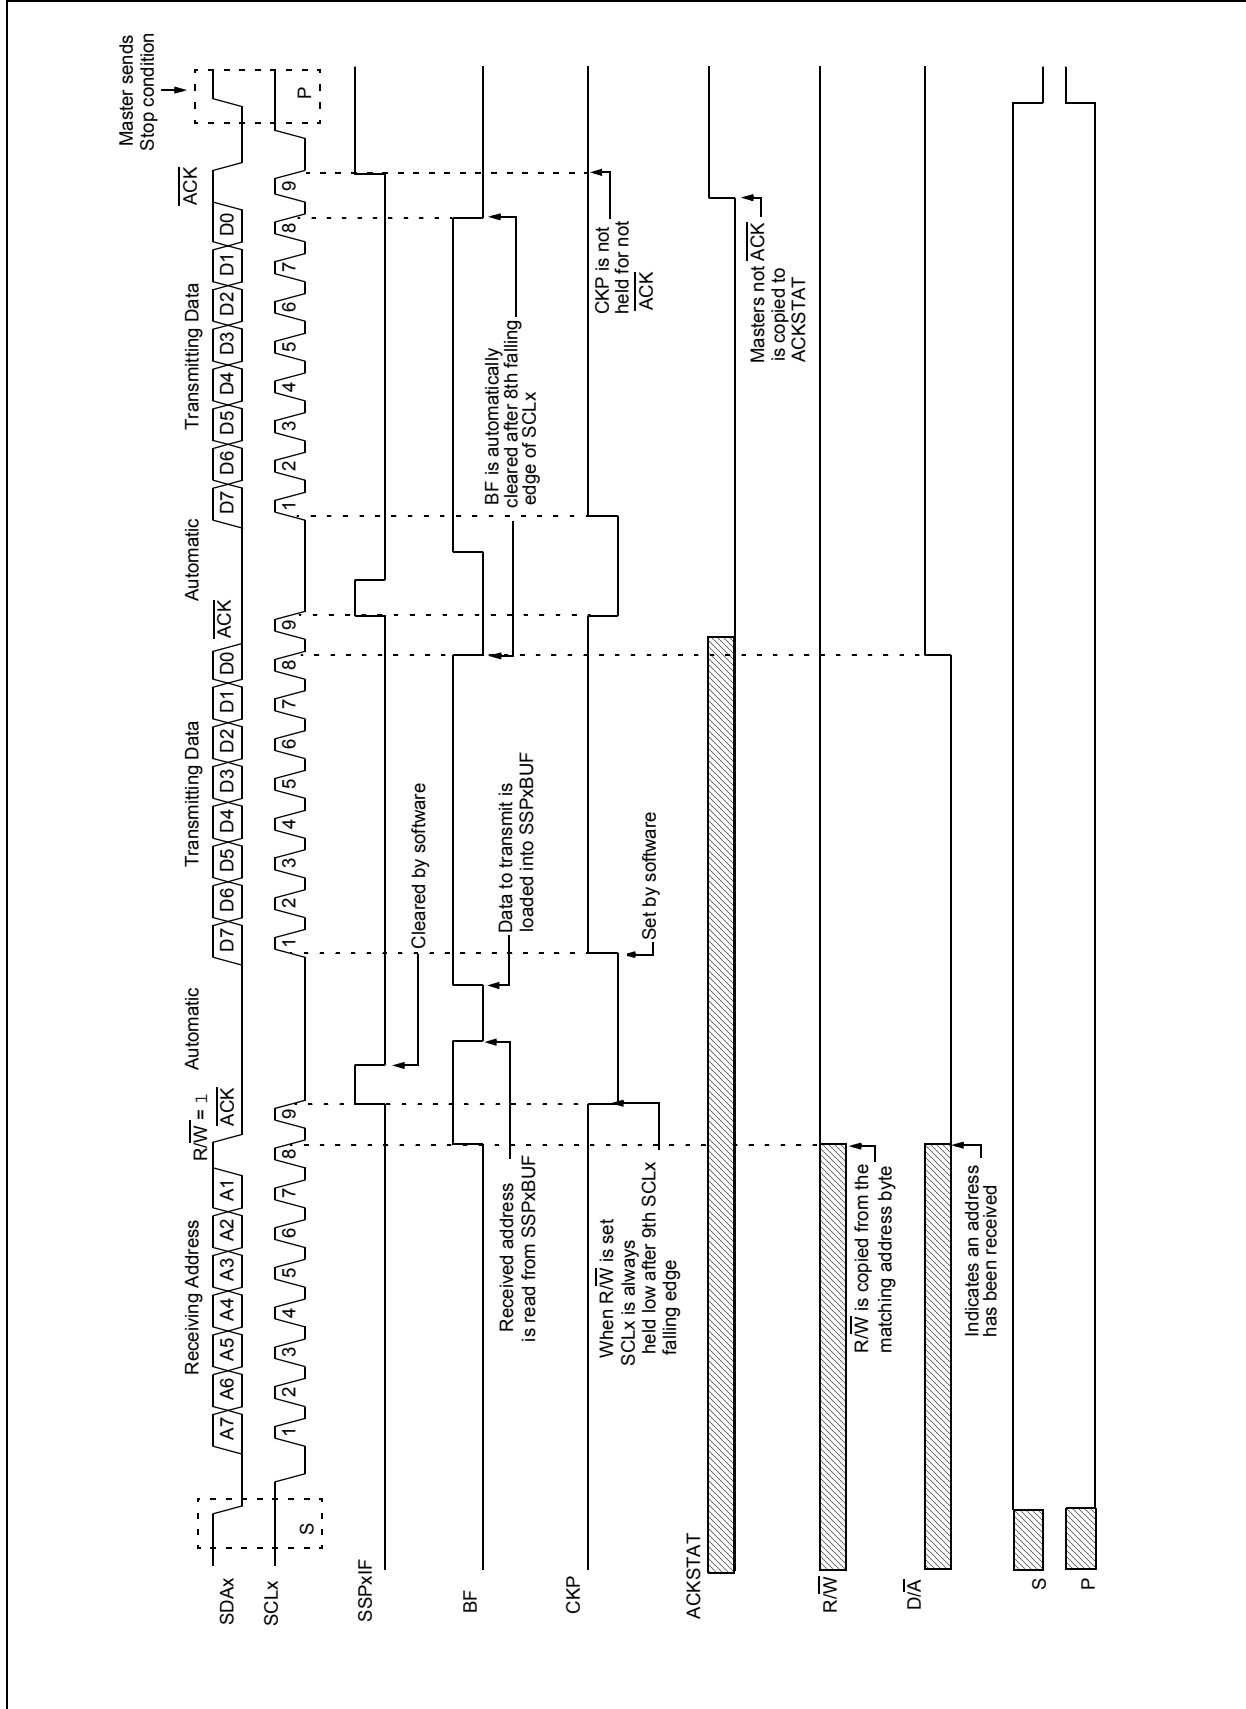 Master sends
Stop condition
Receiving Address
R/W = 1
ACK
Automatic
Transmitting Data
ACK
Automatic
Transmitting Data
ACK
SDAx
A7 A6 A5 A4 A3 A2 A1
D7 D6 D5 D4 D3 D2 D1 D0
D7 D6 D5 D4 D3 D2 D1 D0
SCLx
S
1 2 3 4 5 6 7 8 9
1 2 3 4 5 6 7 8 9
1 2 3 4 5 6 7 8 9
P
SSPxIF
Cleared by software
BF
Received address
is read from SSPxBUF
Data to transmit is
loaded into SSPxBUF
BF is automatically
cleared after 8th falling
edge of SCLx
CKP
When R/W is set
SCLx is always
held low after 9th SCLx
falling edge
Set by software
CKP is not
held for not
ACK
ACKSTAT
Masters not ACK
is copied to
ACKSTAT
R/W
R/W is copied from the
matching address byte
D/A
Indicates an address
has been received
S
P